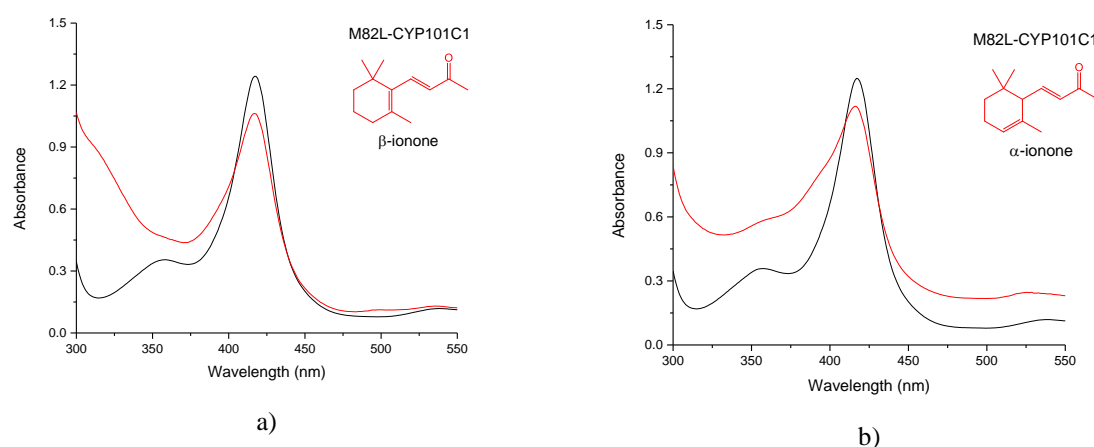 M82L-CYP101C1
O
β-ionone
1.5
1.2
0.9
0.6
0.3
0.0
300
350
400
450
500
550
Absorbance
Wavelength (nm)
a)
M82L-CYP101C1
O
α-ionone
1.5
1.2
0.9
0.6
0.3
0.0
300
350
400
450
500
550
Absorbance
Wavelength (nm)
b)